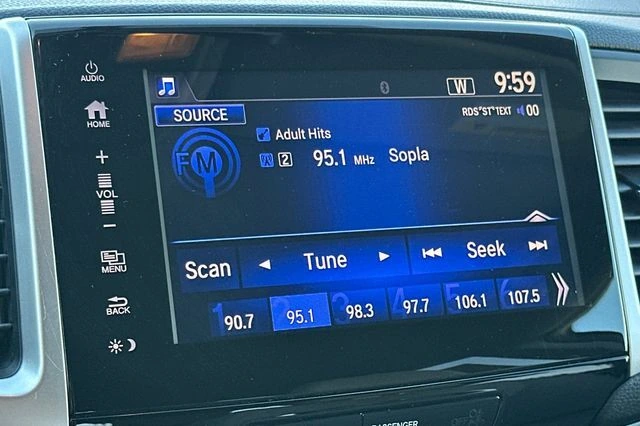 AUDIO
HOME
+
VOL
−
MENU
BACK
W 9:59
SOURCE
RDS"ST"TEXT 00
FM
Adult Hits
2 95.1 MHz Sopla
Scan ◄ Tune ► Seek
1 90.7 2 95.1 3 98.3 4 97.7 5 106.1 6 107.5
PASSENGER